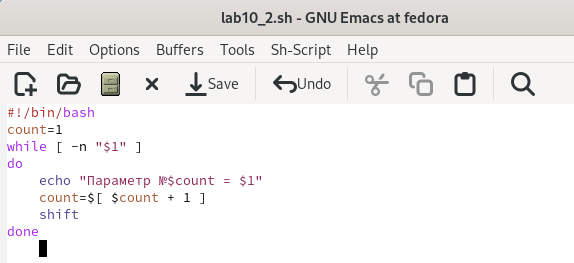 lab10_2.sh - GNU Emacs at fedora
File Edit Options Buffers Tools Sh-Script Help
Save Undo
#!/bin/bash
count=1
while [ -n "$1" ]
do
    echo "Параметр №$count = $1"
    count=$[ $count + 1 ]
    shift
done